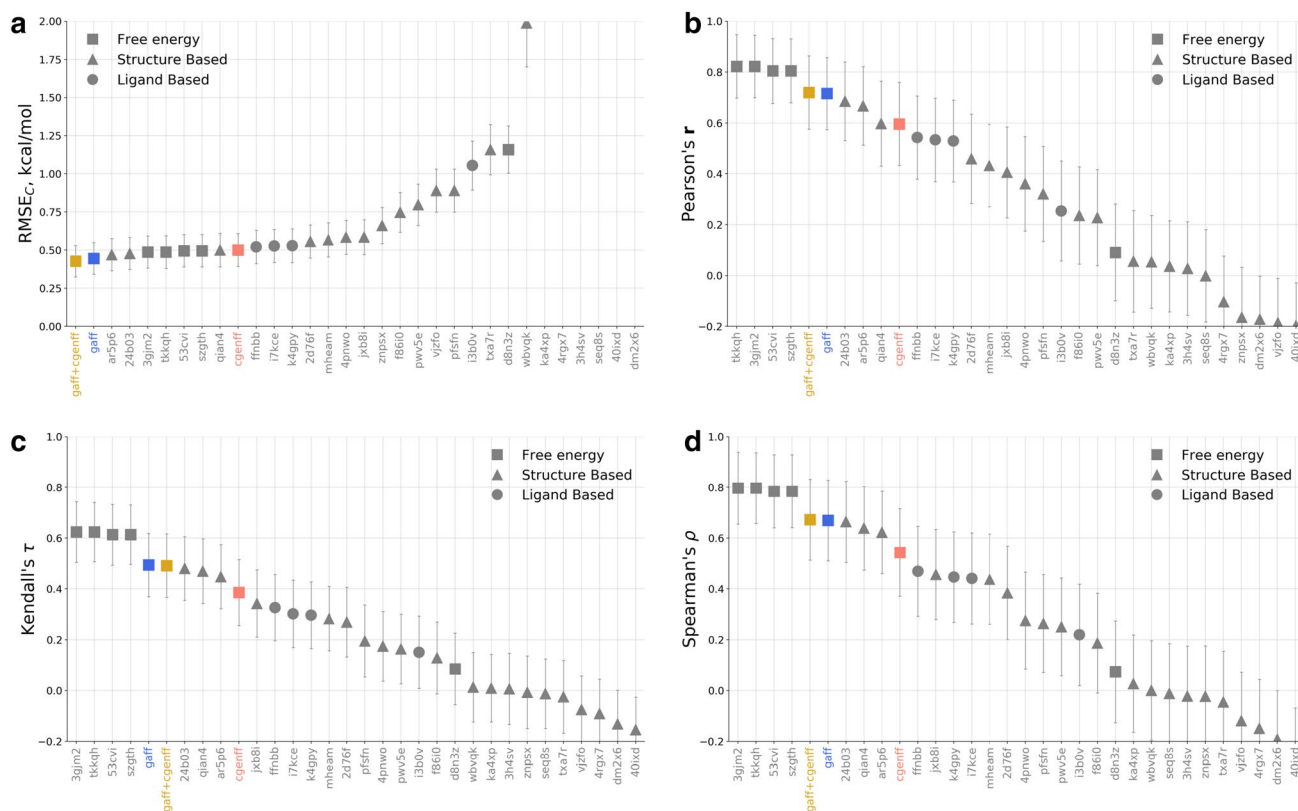 a
RMSE_C, kcal/mol
2.00
1.75
1.50
1.25
1.00
0.75
0.50
0.25
0.00
Free energy
Structure Based
Ligand Based
gaff+cgenff
gaff
ar5p6
24b03
3gjm2
tkkqh
53cvi
szgth
qian4
cgenff
ffnbb
i7kce
k4gpy
2d76f
mheam
4pnwo
jxb8i
znpsx
f86i0
pwv5e
vjzfo
pfsfn
i3b0v
txa7r
d8n3z
wbvqk
ka4xp
3h4sv
4rgx7
seq8s
40ixd
dm2x6
b
Pearson's r
1.0
0.8
0.6
0.4
0.2
0.0
−0.2
Free energy
Structure Based
Ligand Based
tkkqh
3gjm2
53cvi
szgth
gaff+cgenff
gaff
24b03
ar5p6
qian4
cgenff
ffnbb
i7kce
k4gpy
2d76f
mheam
jxb8i
4pnwo
pfsfn
i3b0v
f86i0
pwv5e
d8n3z
txa7r
wbvqk
ka4xp
3h4sv
seq8s
4rgx7
znpsx
dm2x6
vjzfo
40ixd
c
Kendall's τ
1.0
0.8
0.6
0.4
0.2
0.0
−0.2
Free energy
Structure Based
Ligand Based
3gjm2
tkkqh
53cvi
szgth
gaff
gaff+cgenff
24b03
qian4
ar5p6
cgenff
jxb8i
ffnbb
i7kce
k4gpy
mheam
2d76f
pfsfn
4pnwo
pwv5e
i3b0v
f86i0
d8n3z
wbvqk
ka4xp
3h4sv
znpsx
seq8s
txa7r
vjzfo
4rgx7
dm2x6
40ixd
d
Spearman's ρ
1.0
0.8
0.6
0.4
0.2
0.0
−0.2
Free energy
Structure Based
Ligand Based
3gjm2
tkkqh
53cvi
szgth
gaff+cgenff
gaff
24b03
qian4
ar5p6
cgenff
ffnbb
jxb8i
k4gpy
i7kce
mheam
2d76f
4pnwo
pfsfn
pwv5e
i3b0v
f86i0
d8n3z
ka4xp
wbvqk
seq8s
3h4sv
znpsx
txa7r
vjzfo
4rgx7
dm2x6
40ixd